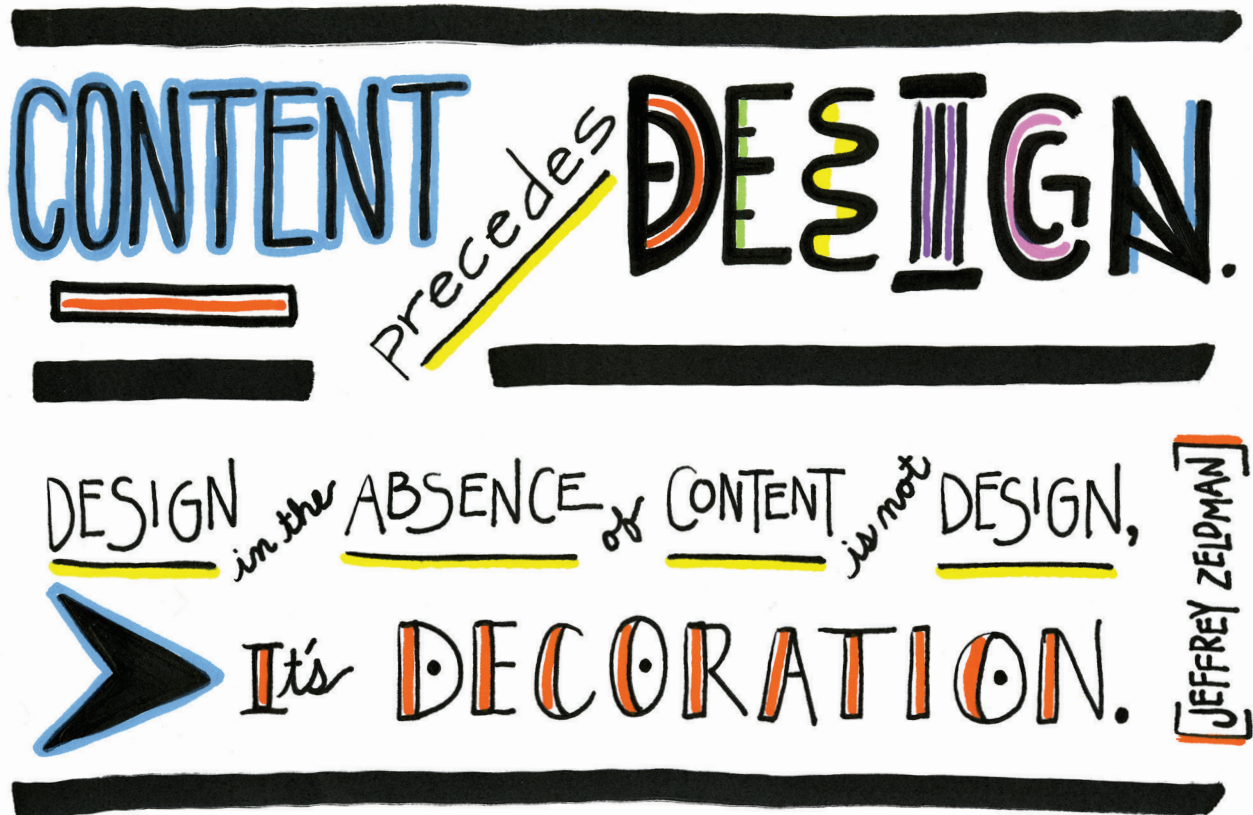 CONTENT precedes DESIGN.
DESIGN in the ABSENCE of CONTENT is not DESIGN,
It's DECORATION.
[JEFFREY ZELDMAN]